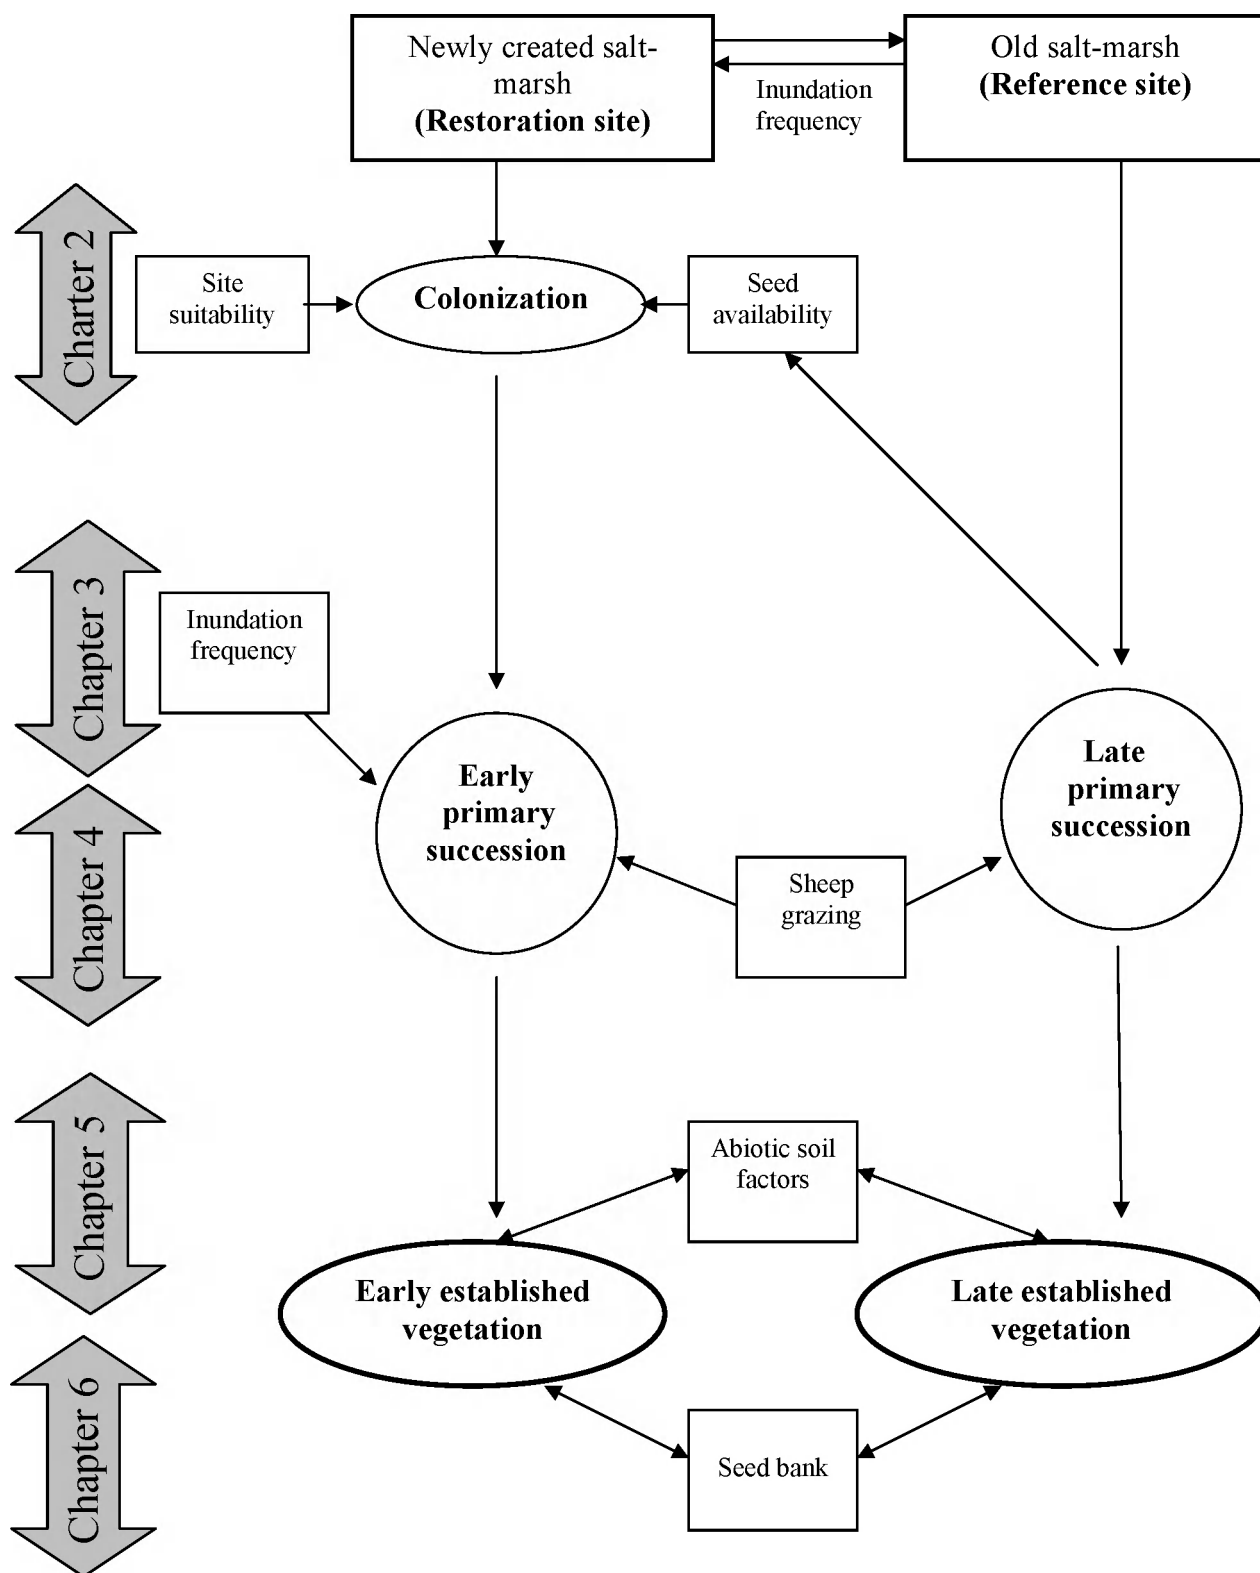 Newly created salt-
marsh
(Restoration site)
Inundation
frequency
Old salt-marsh
(Reference site)
Charter 2
Site
suitability
Colonization
Seed
availability
Chapter 3
Inundation
frequency
Early
primary
succession
Late
primary
succession
Chapter 4
Sheep
grazing
Chapter 5
Abiotic soil
factors
Early established
vegetation
Late established
vegetation
Chapter 6
Seed bank